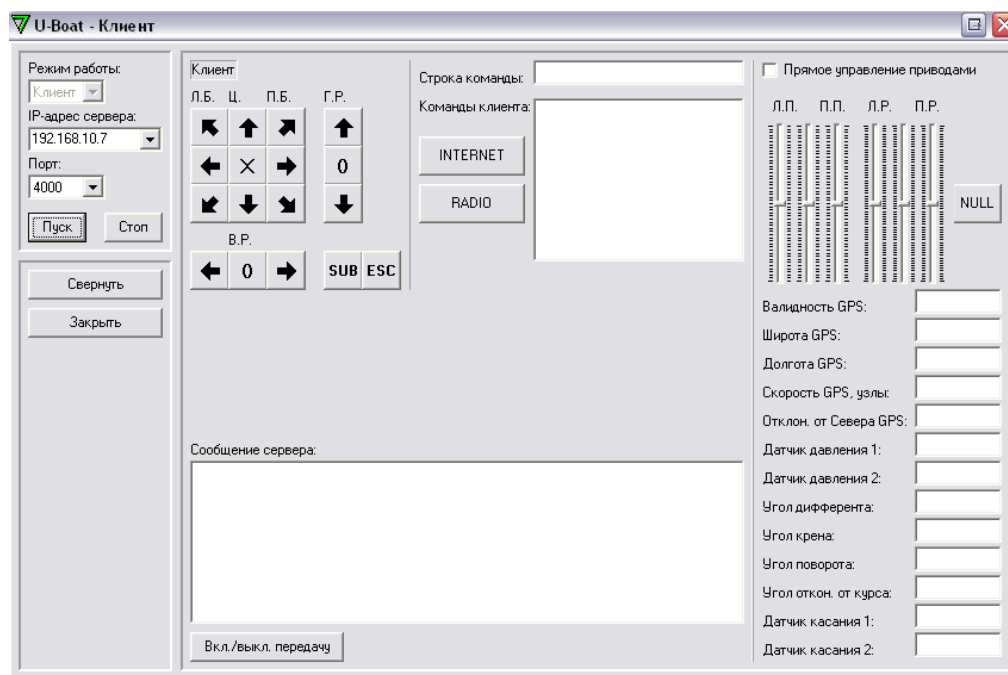 U-Boat - Клиент
Режим работы:
Клиент
IP-адрес сервера:
192.168.10.7
Порт:
4000
Пуск
Стоп
Свернуть
Закрыть
Клиент
Л.Б. Ц. П.Б. Г.Р.
X
0
В.Р.
0
SUB ESC
Строка команды:
Команды клиента:
INTERNET
RADIO
Сообщение сервера:
Вкл./выкл. передачу
Прямое управление приводами
Л.П. П.П. Л.Р. П.Р.
NULL
Валидность GPS:
Широта GPS:
Долгота GPS:
Скорость GPS, узлы:
Отклон. от Севера GPS:
Датчик давления 1:
Датчик давления 2:
Угол дифферента:
Угол крена:
Угол поворота:
Угол откон. от курса:
Датчик касания 1:
Датчик касания 2: